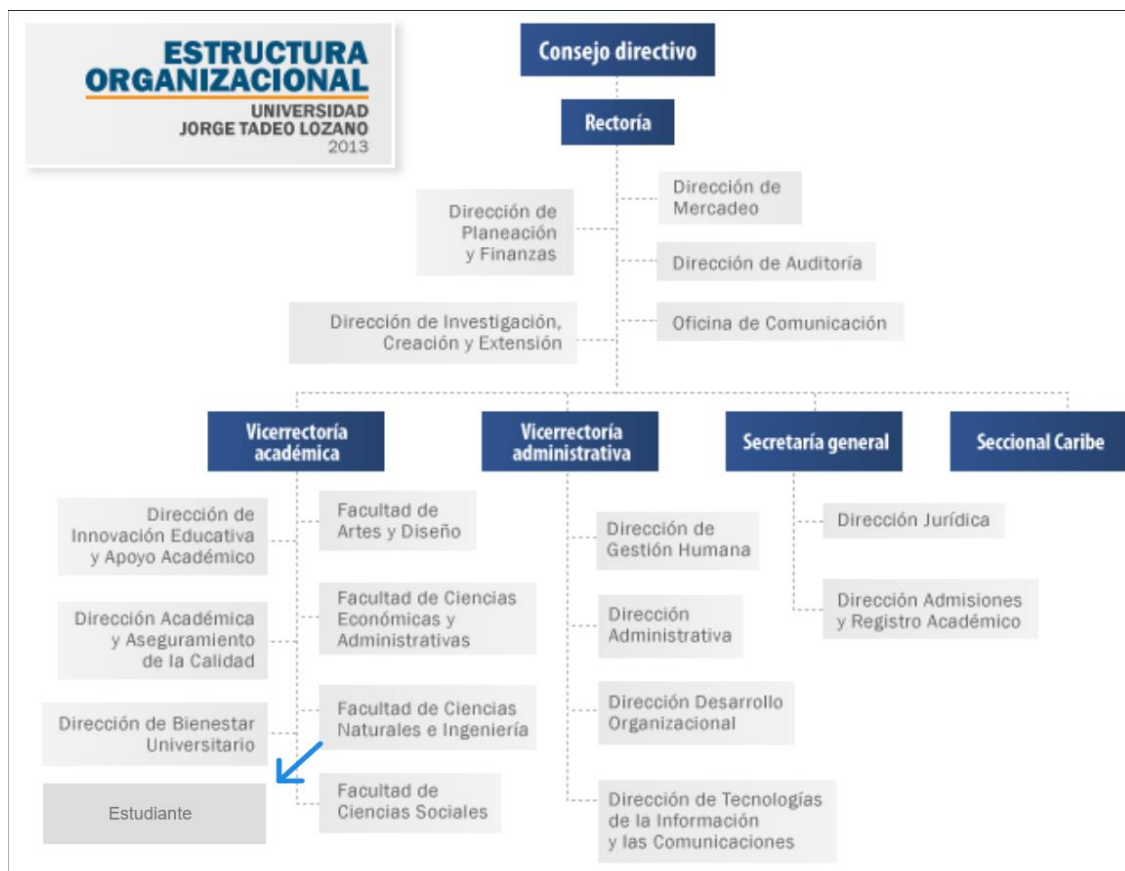 ESTRUCTURA
ORGANIZACIONAL
UNIVERSIDAD
JORGE TADEO LOZANO
2013
Consejo directivo
Rectoría
Dirección de
Planeación
y Finanzas
Dirección de
Mercadeo
Dirección de Auditoría
Dirección de Investigación,
Creación y Extensión
Oficina de Comunicación
Vicerrectoría
académica
Vicerrectoría
administrativa
Secretaría general
Seccional Caribe
Dirección de
Innovación Educativa
y Apoyo Académico
Dirección Académica
y Aseguramiento
de la Calidad
Dirección de Bienestar
Universitario
Estudiante
Facultad de
Artes y Diseño
Facultad de Ciencias
Económicas y
Administrativas
Facultad de Ciencias
Naturales e Ingeniería
Facultad de
Ciencias Sociales
Dirección de
Gestión Humana
Dirección
Administrativa
Dirección Desarrollo
Organizacional
Dirección de Tecnologías
de la Información
y las Comunicaciones
Dirección Jurídica
Dirección Admisiones
y Registro Académico